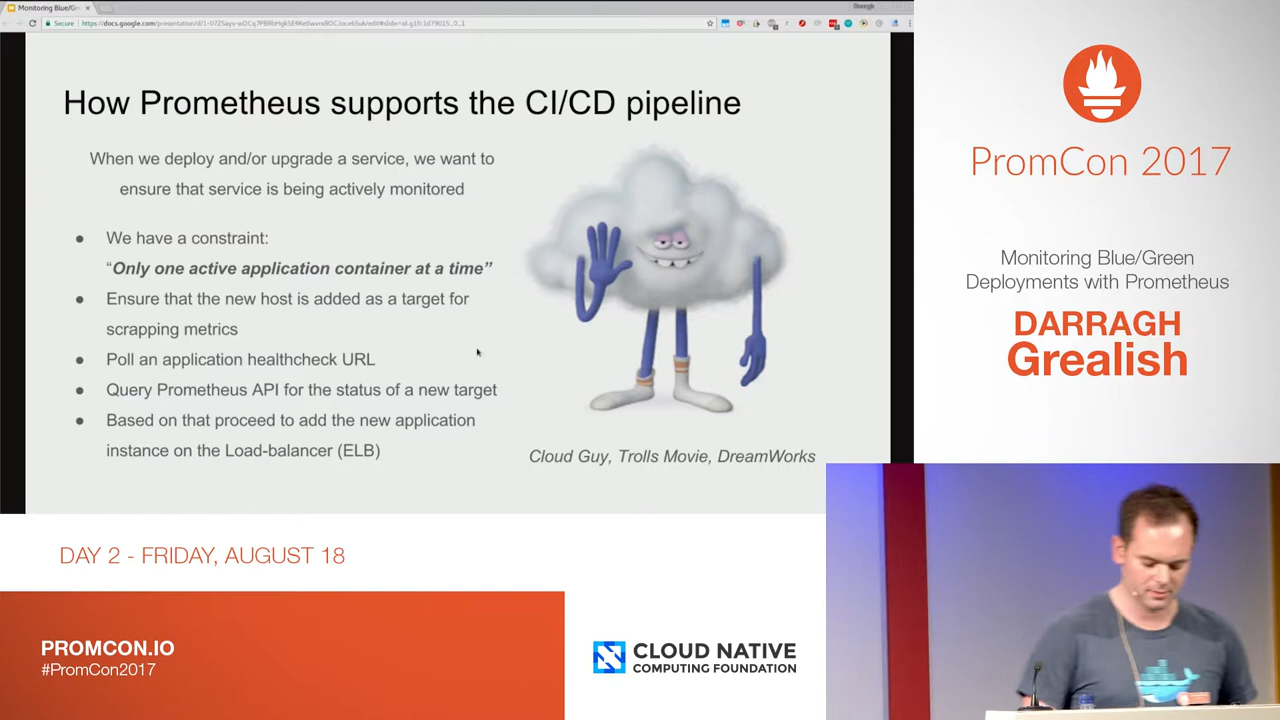 Monitoring Blue/Gr
Secure
How Prometheus supports the CI/CD pipeline
When we deploy and/or upgrade a service, we want to
ensure that service is being actively monitored
● We have a constraint:
“Only one active application container at a time”
● Ensure that the new host is added as a target for
scrapping metrics
● Poll an application healthcheck URL
● Query Prometheus API for the status of a new target
● Based on that proceed to add the new application
instance on the Load-balancer (ELB)
Cloud Guy, Trolls Movie, DreamWorks
PromCon 2017
Monitoring Blue/Green
Deployments with Prometheus
DARRAGH
Grealish
DAY 2 - FRIDAY, AUGUST 18
PROMCON.IO
#PromCon2017
CLOUD NATIVE
COMPUTING FOUNDATION